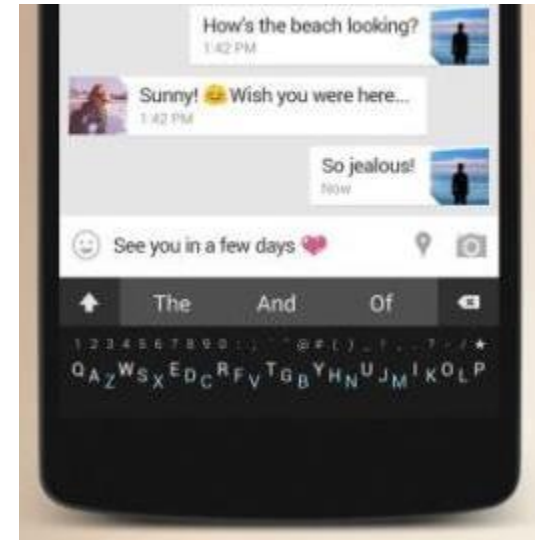 How's the beach looking?
1:42 PM
Sunny! 😊 Wish you were here...
1:42 PM
So jealous!
Now
See you in a few days 💕
The And Of
1 2 3 4 5 6 7 8 9 0
Q A Z W S X E D C R F V T G B Y H N U J M I K O L P